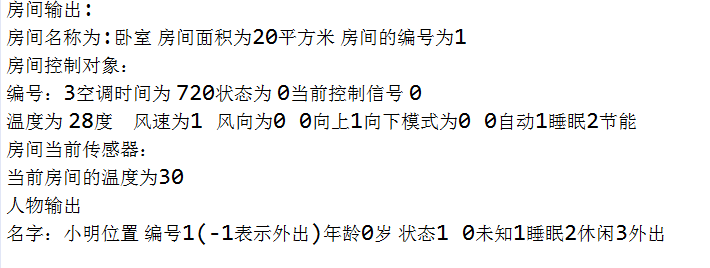 房间输出:
房间名称为:卧室 房间面积为20平方米 房间的编号为1
房间控制对象:
编号: 3空调时间为 720状态为 0当前控制信号 0
温度为 28度  风速为1 风向为0 0向上1向下模式为0 0自动1睡眠2节能
房间当前传感器:
当前房间的温度为30
人物输出
名字: 小明位置 编号1(-1表示外出)年龄0岁 状态1 0未知1睡眠2休闲3外出